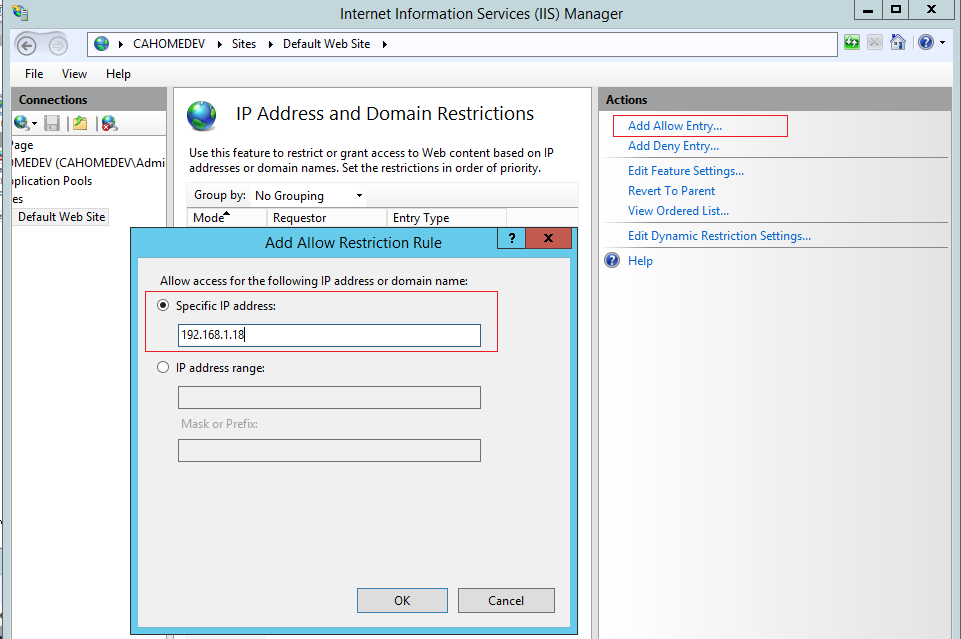 Internet Information Services (IIS) Manager
CAHOMEDEV
Sites
Default Web Site
File View Help
Connections
age
OMEDEV (CAHOMEDEV\Admi
plication Pools
es
Default Web Site
IP Address and Domain Restrictions
Use this feature to restrict or grant access to Web content based on IP
addresses or domain names. Set the restrictions in order of priority.
Group by: No Grouping
Mode Requestor Entry Type
Add Allow Restriction Rule
?
X
Allow access for the following IP address or domain name:
Specific IP address:
192.168.1.18
IP address range:
Mask or Prefix:
OK Cancel
Actions
Add Allow Entry...
Add Deny Entry...
Edit Feature Settings...
Revert To Parent
View Ordered List...
Edit Dynamic Restriction Settings...
Help